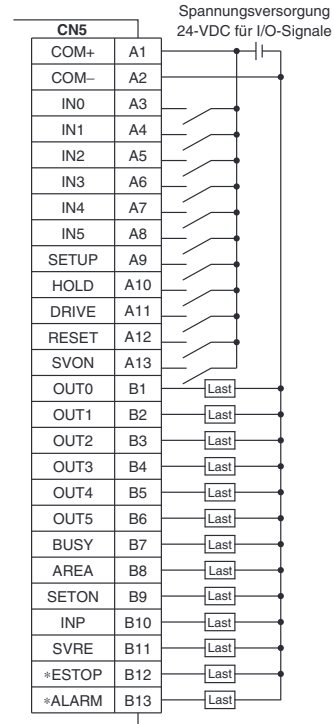 Spannungsversorgung
24-VDC für I/O-Signale
CN5
COM+ A1
COM− A2
IN0 A3
IN1 A4
IN2 A5
IN3 A6
IN4 A7
IN5 A8
SETUP A9
HOLD A10
DRIVE A11
RESET A12
SVON A13
OUT0 B1 Last
OUT1 B2 Last
OUT2 B3 Last
OUT3 B4 Last
OUT4 B5 Last
OUT5 B6 Last
BUSY B7 Last
AREA B8 Last
SETON B9 Last
INP B10 Last
SVRE B11 Last
*ESTOP B12 Last
*ALARM B13 Last